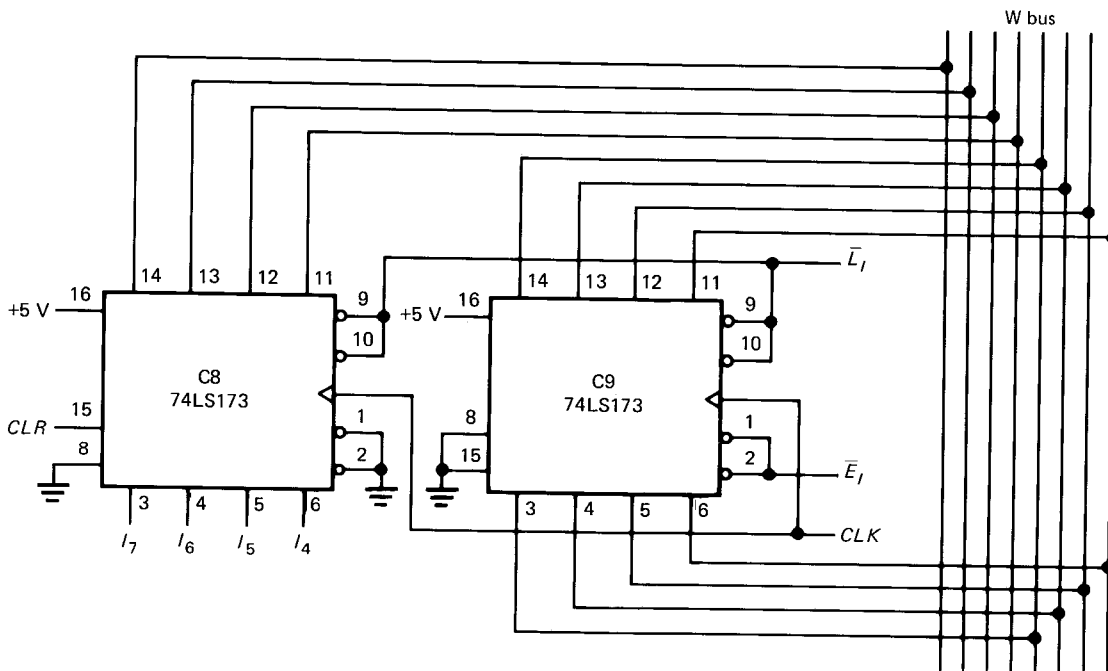 W bus
14 13 12 11
14 13 12 11
L̅I
16 9
+5 V
10
16 9
+5 V
10
C8
74LS173
C9
74LS173
15 1
CLR
8 2
8 1
15 2
E̅I
3 4 5 6
I7 I6 I5 I4
3 4 5 6
CLK